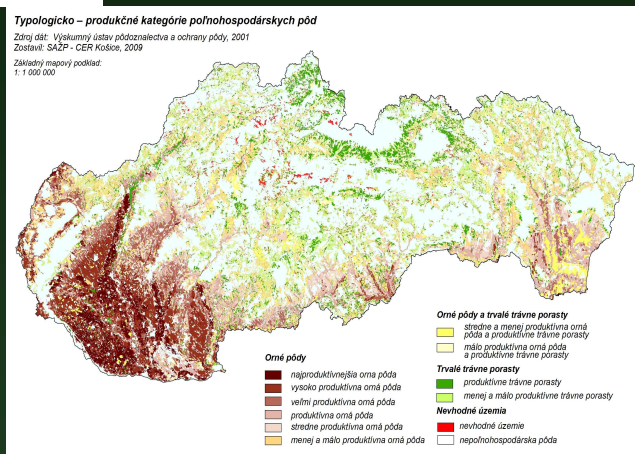 Typologicko – produkčné kategórie poľnohospodárskych pôd
Zdroj dát: Výskumný ústav pôdoznalectva a ochrany pôdy, 2001
Zostavil: SAŽP - CER Košice, 2009
Základný mapový podklad:
1: 1 000 000
Orné pôdy
najproduktívnejšia orna pôda
vysoko produktívna orná pôda
veľmi produktívna orná pôda
produktívna orná pôda
stredne produktívna orná pôda
menej a málo produktívna orná pôda
Orné pôdy a trvalé trávne porasty
stredne a menej produktívna orná
pôda a produktívne trávne porasty
málo produktívna orná pôda
a produktívne trávne porasty
Trvalé trávne porasty
produktívne trávne porasty
menej a málo produktívne trávne porasty
Nevhodné územia
nevhodné územie
nepoľnohospodárska pôda